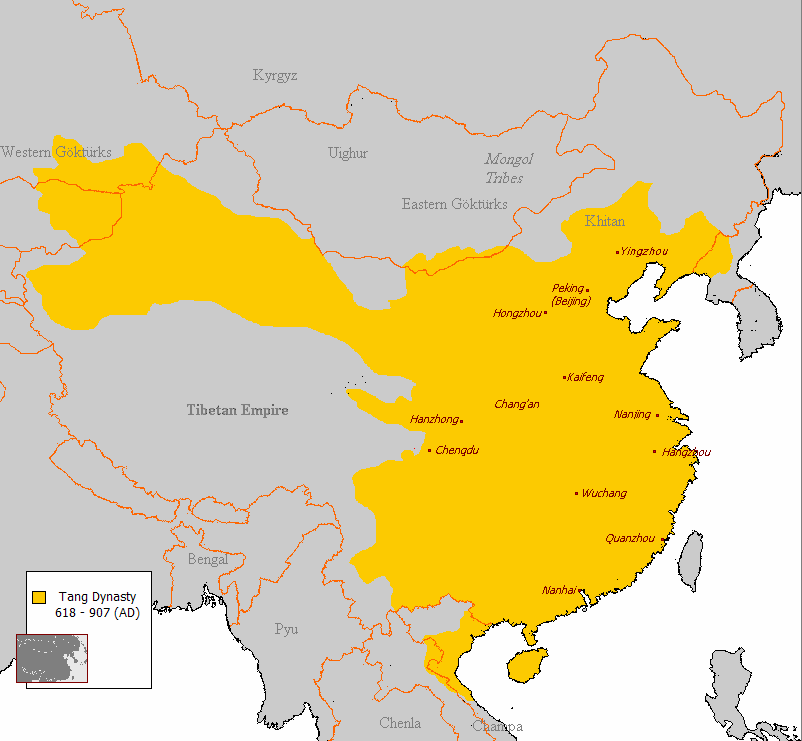 Kyrgyz
Western Göktürks
Uighur
Mongol
Tribes
Eastern Göktürks
Khitan
Yingzhou
Peking
(Beijing)
Hongzhou
Kaifeng
Chang'an
Tibetan Empire
Hanzhong
Nanjing
Chengdu
Hangzhou
Wuchang
Quanzhou
Bengal
Nanhai
Tang Dynasty
618 - 907 (AD)
Pyu
Chenla
Champa